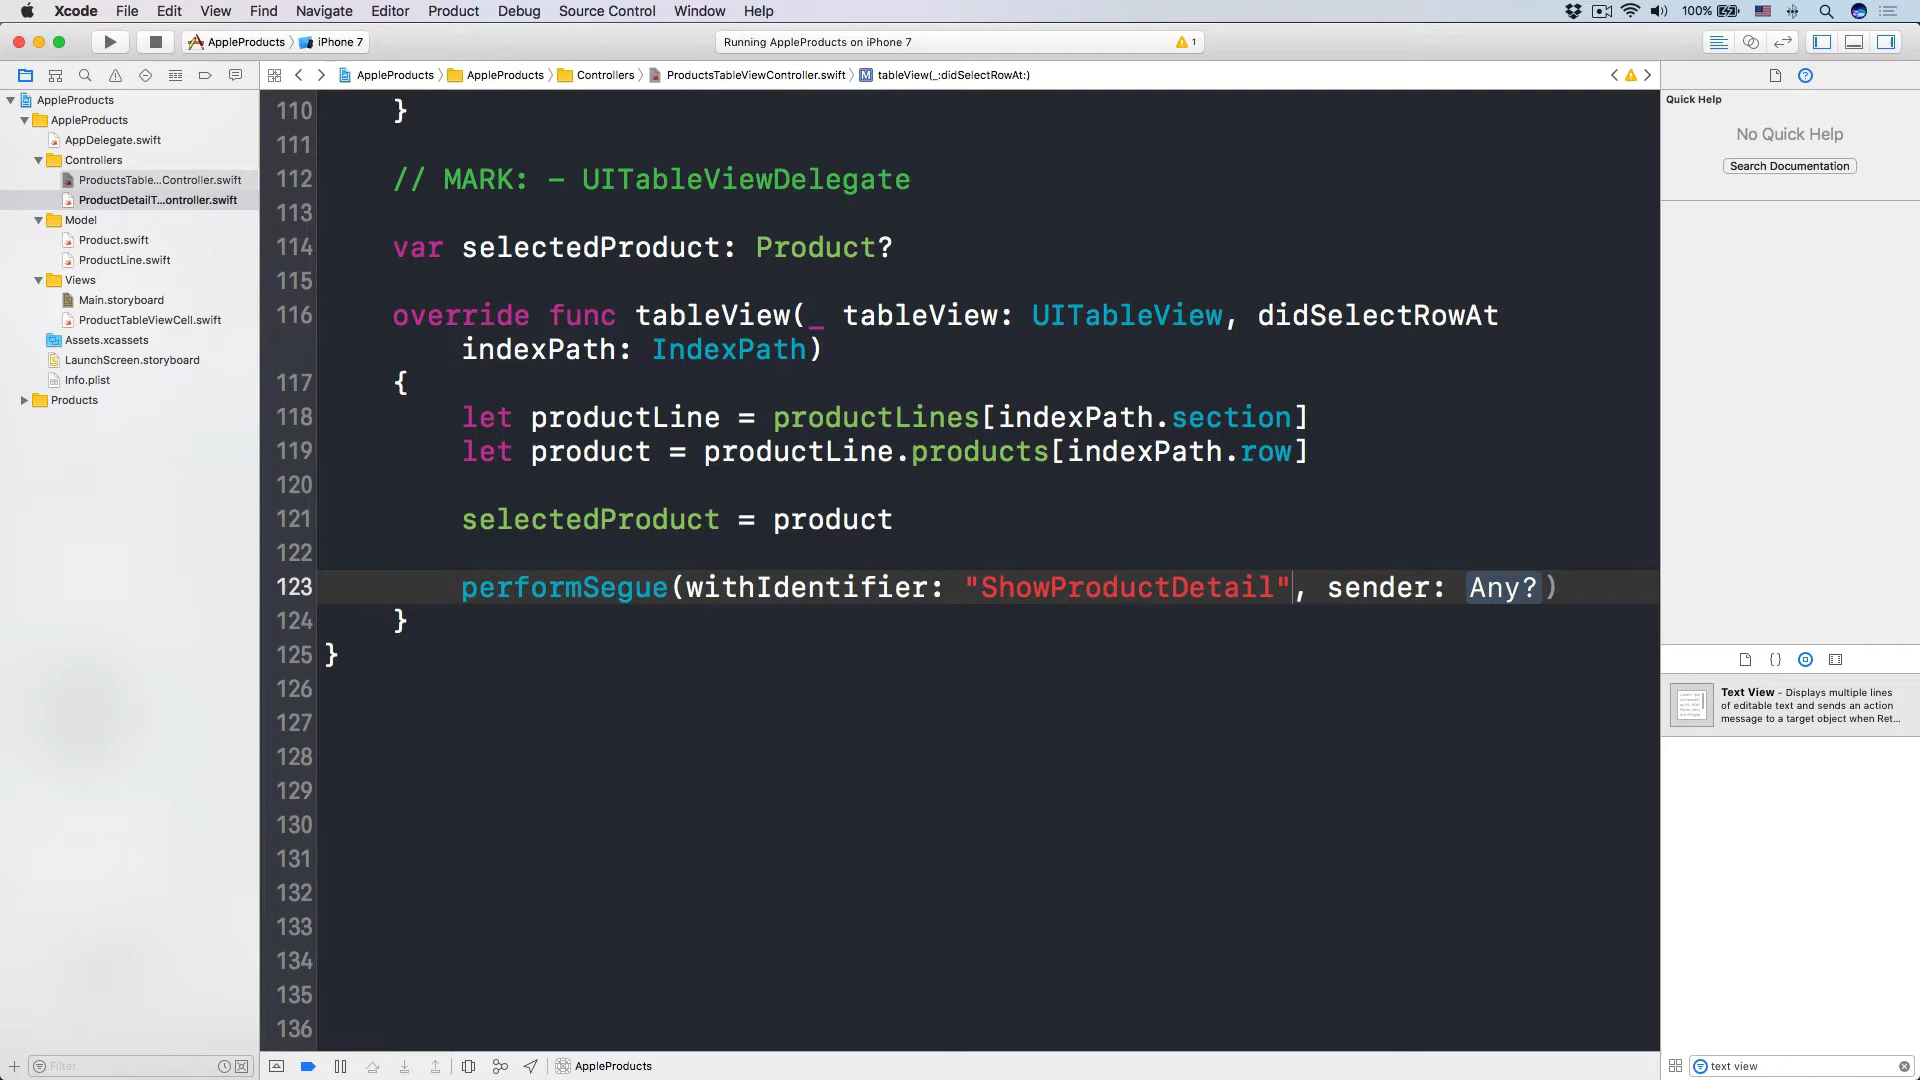 Xcode File Edit View Find Navigate Editor Product Debug Source Control Window Help 100%
AppleProducts iPhone 7 Running AppleProducts on iPhone 7 1
AppleProducts AppleProducts Controllers ProductsTableViewController.swift M tableView(_:didSelectRowAt:)
AppleProducts
AppleProducts
AppDelegate.swift
Controllers
ProductsTable...Controller.swift
ProductDetailT...ontroller.swift
Model
Product.swift
ProductLine.swift
Views
Main.storyboard
ProductTableViewCell.swift
Assets.xcassets
LaunchScreen.storyboard
Info.plist
Products
Filter
110 }
111
112 // MARK: - UITableViewDelegate
113
114 var selectedProduct: Product?
115
116 override func tableView(_ tableView: UITableView, didSelectRowAt
indexPath: IndexPath)
117 {
118 let productLine = productLines[indexPath.section]
119 let product = productLine.products[indexPath.row]
120
121 selectedProduct = product
122
123 performSegue(withIdentifier: "ShowProductDetail", sender: Any?)
124 }
125 }
126
127
128
129
130
131
132
133
134
135
136
AppleProducts
Quick Help
No Quick Help
Search Documentation
{}
Text View - Displays multiple lines
of editable text and sends an action
message to a target object when Ret...
text view